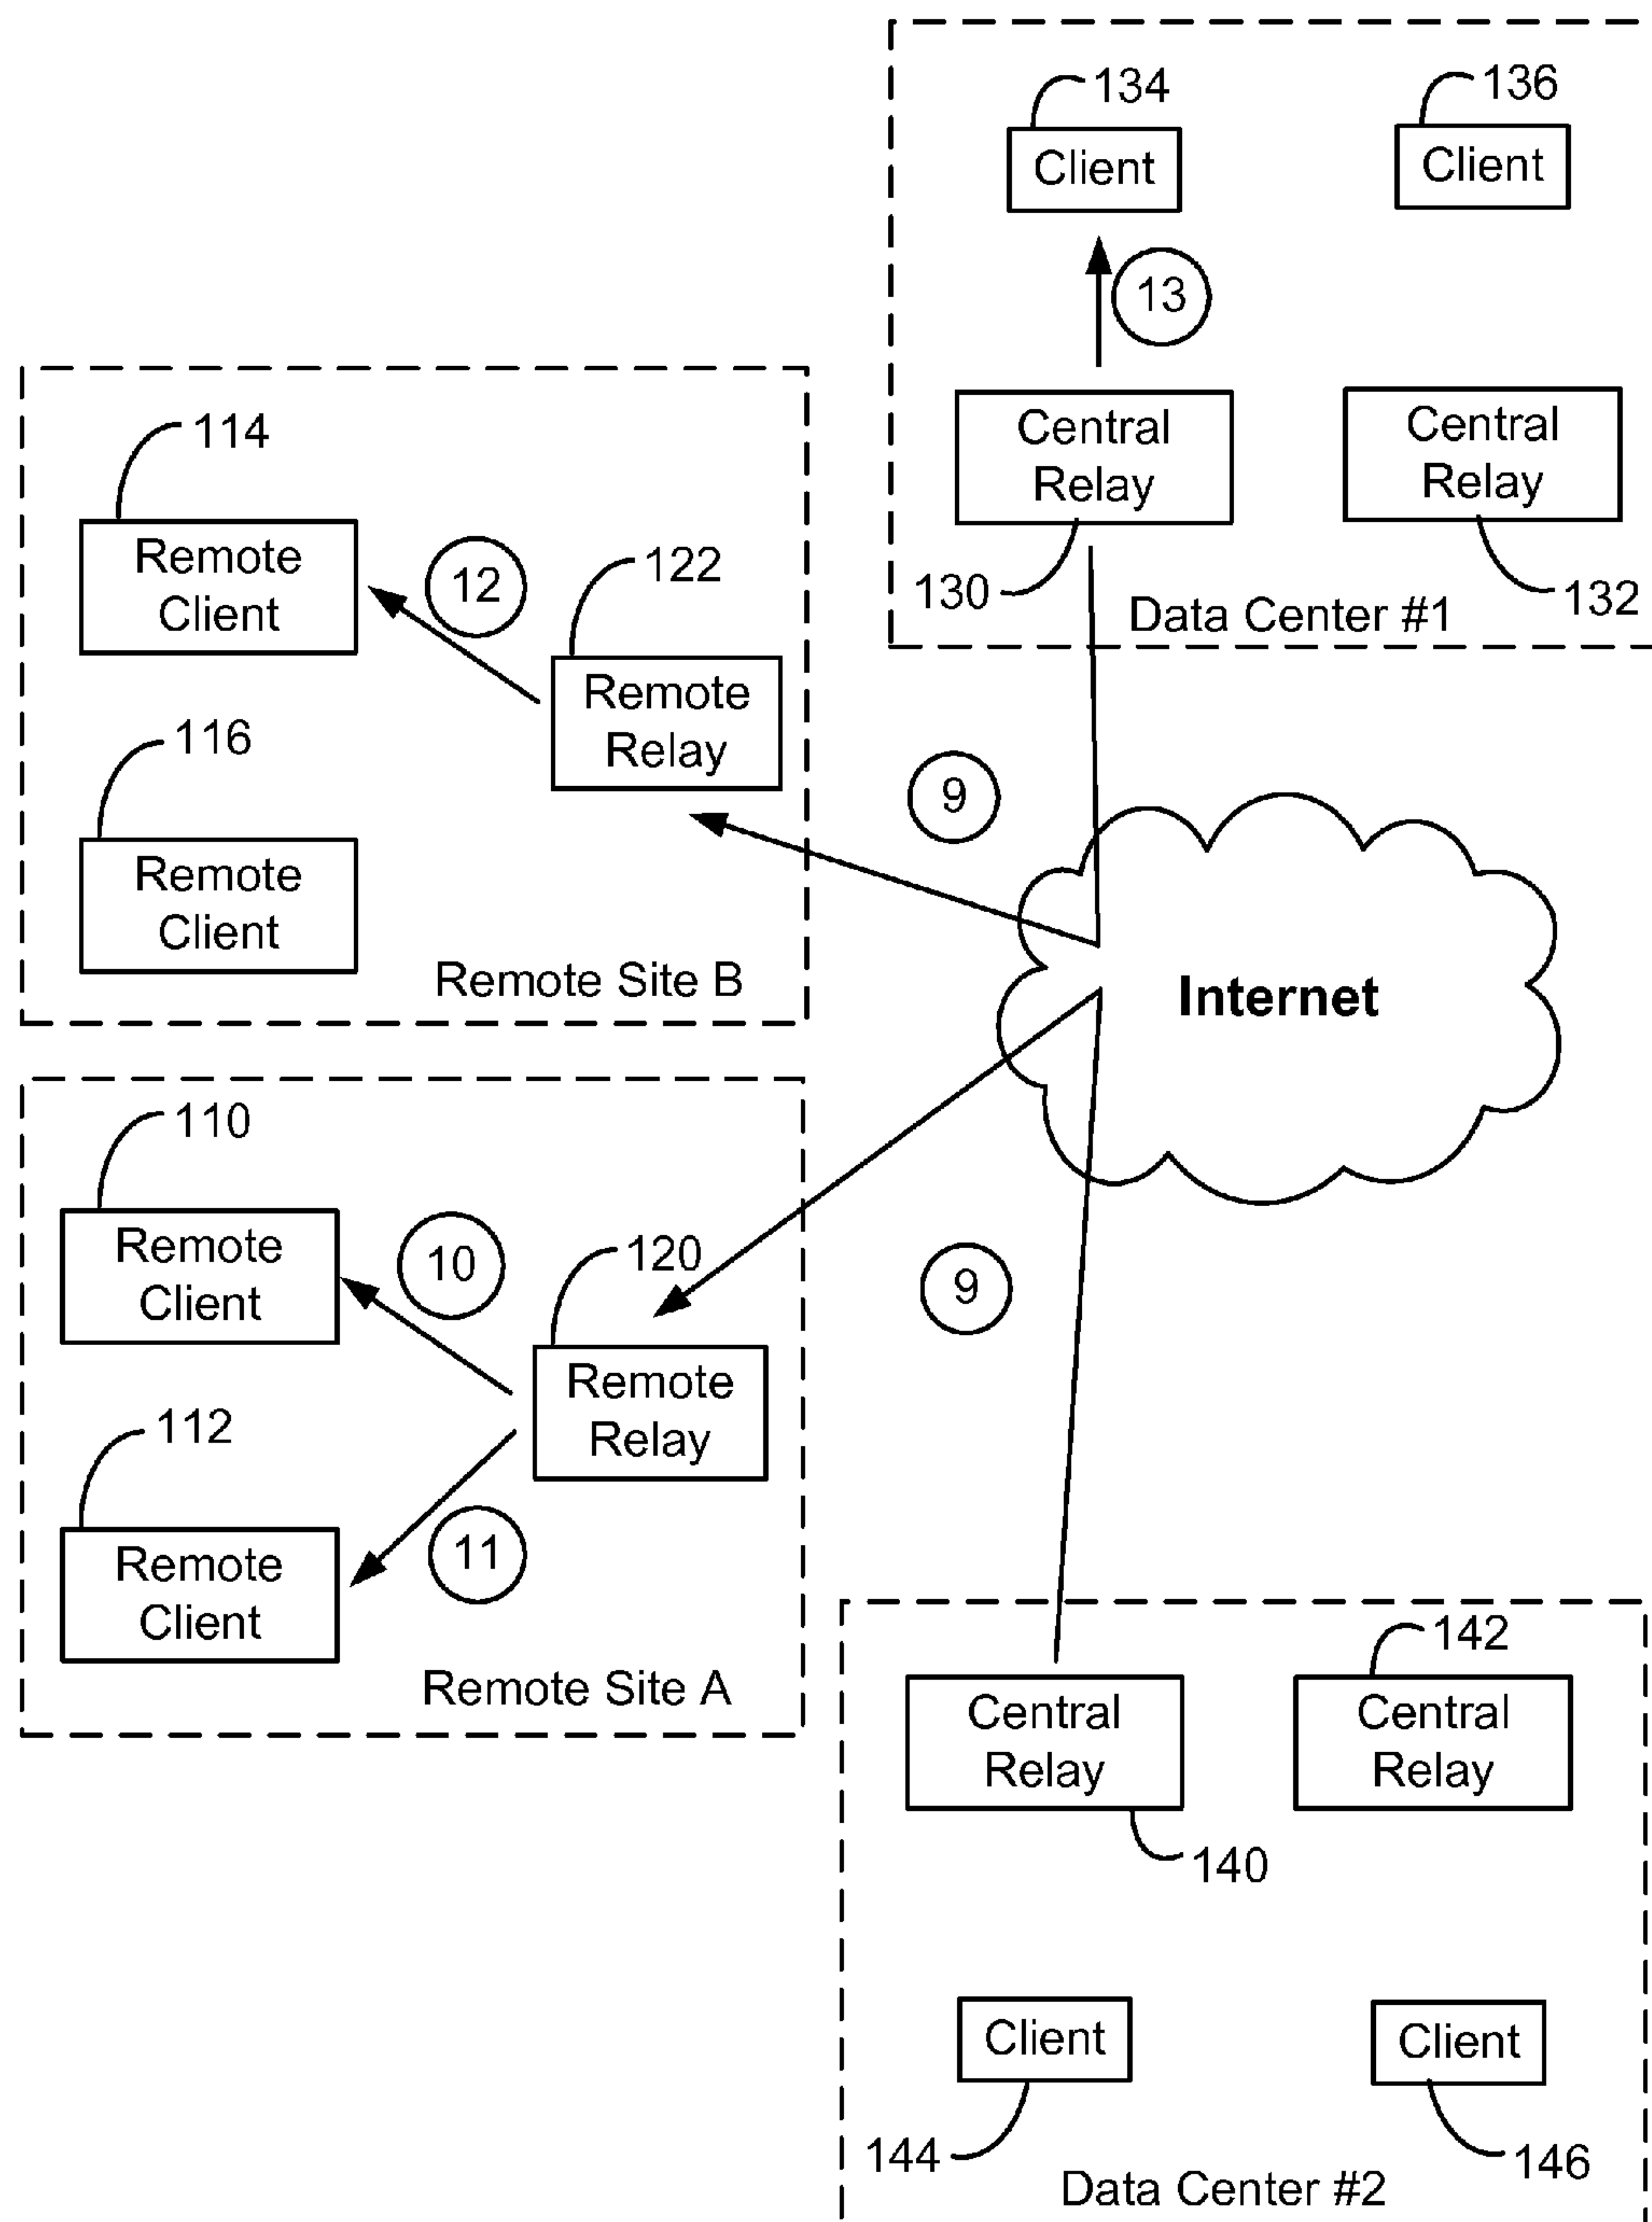 134
136
Client
Client
13
Central
Relay
Central
Relay
130
132
Data Center #1
114
Remote
Client
12
122
Remote
Relay
116
Remote
Client
Remote Site B
9
Internet
110
Remote
Client
10
120
Remote
Relay
112
Remote
Client
11
Remote Site A
9
142
Central
Relay
Central
Relay
140
Client
Client
144
146
Data Center #2